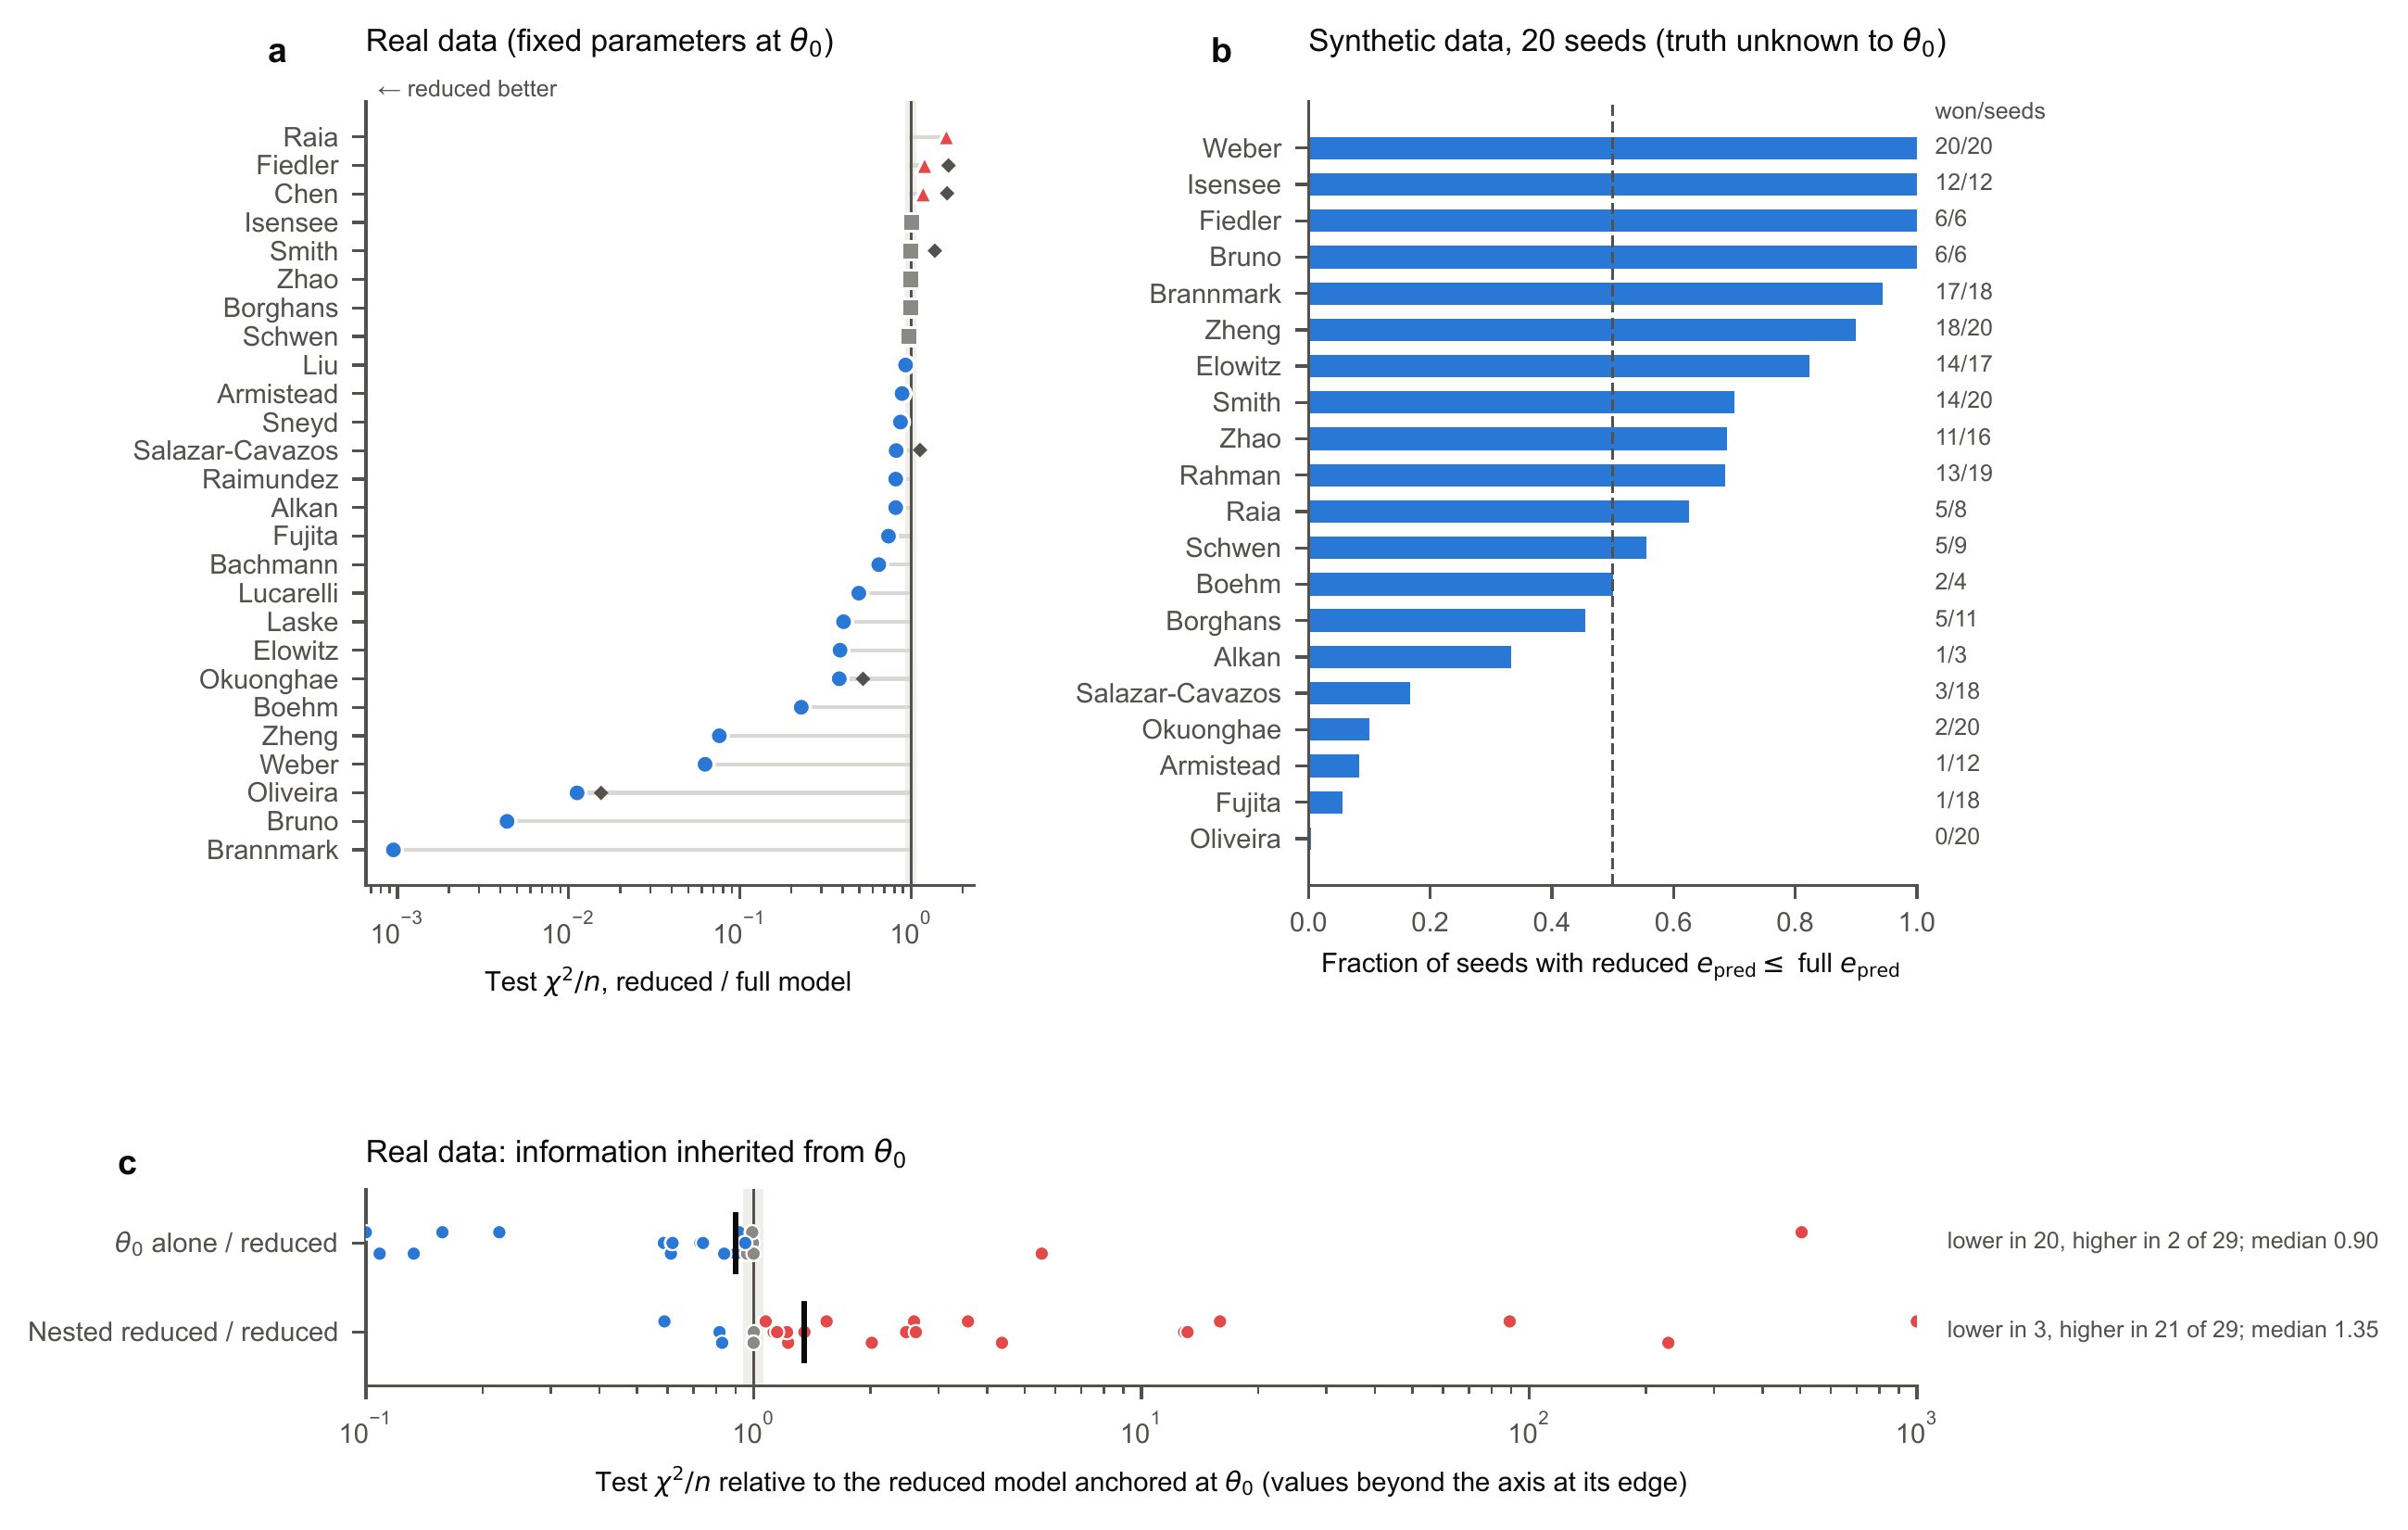 a
Real data (fixed parameters at θ₀)
← reduced better
Raia
Fiedler
Chen
Isensee
Smith
Zhao
Borghans
Schwen
Liu
Armistead
Sneyd
Salazar-Cavazos
Raimundez
Alkan
Fujita
Bachmann
Lucarelli
Laske
Elowitz
Okuonghae
Boehm
Zheng
Weber
Oliveira
Bruno
Brannmark
10⁻³ 10⁻² 10⁻¹ 10⁰
Test χ²/n, reduced / full model
b
Synthetic data, 20 seeds (truth unknown to θ₀)
won/seeds
Weber 20/20
Isensee 12/12
Fiedler 6/6
Bruno 6/6
Brannmark 17/18
Zheng 18/20
Elowitz 14/17
Smith 14/20
Zhao 11/16
Rahman 13/19
Raia 5/8
Schwen 5/9
Boehm 2/4
Borghans 5/11
Alkan 1/3
Salazar-Cavazos 3/18
Okuonghae 2/20
Armistead 1/12
Fujita 1/18
Oliveira 0/20
0.0 0.2 0.4 0.6 0.8 1.0
Fraction of seeds with reduced e_pred ≤ full e_pred
c
Real data: information inherited from θ₀
θ₀ alone / reduced lower in 20, higher in 2 of 29; median 0.90
Nested reduced / reduced lower in 3, higher in 21 of 29; median 1.35
10⁻¹ 10⁰ 10¹ 10² 10³
Test χ²/n relative to the reduced model anchored at θ₀ (values beyond the axis at its edge)